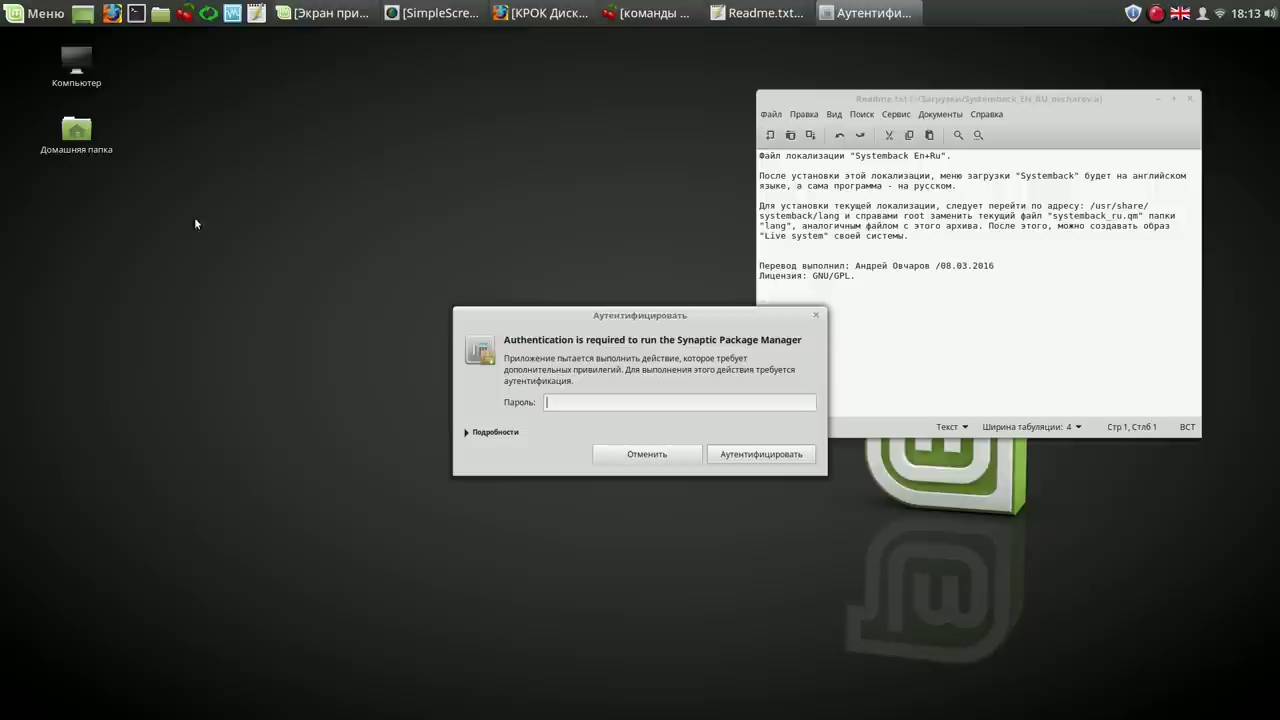 Меню
[Экран при...
[SimpleScre...
[КРОК Диск...
[команды ...
Readme.txt...
Аутентифи...
18:13
Компьютер
Домашняя папка
Файл Правка Вид Поиск Сервис Документы Справка
Файл локализации "Systemback En+Ru".
После установки этой локализации, меню загрузки "Systemback" будет на английском
языке, а сама программа - на русском.
Для установки текущей локализации, следует перейти по адресу: /usr/share/
systemback/lang и справами root заменить текущий файл "systemback_ru.qm" папки
"lang", аналогичным файлом с этого архива. После этого, можно создавать образ
"Live system" своей системы.
Перевод выполнил: Андрей Овчаров /08.03.2016
Лицензия: GNU/GPL.
Текст Ширина табуляции: 4 Стр 1, Стлб 1 ВСТ
Аутентифицировать
Authentication is required to run the Synaptic Package Manager
Приложение пытается выполнить действие, которое требует
дополнительных привилегий. Для выполнения этого действия требуется
аутентификация.
Пароль:
Подробности
Отменить Аутентифицировать